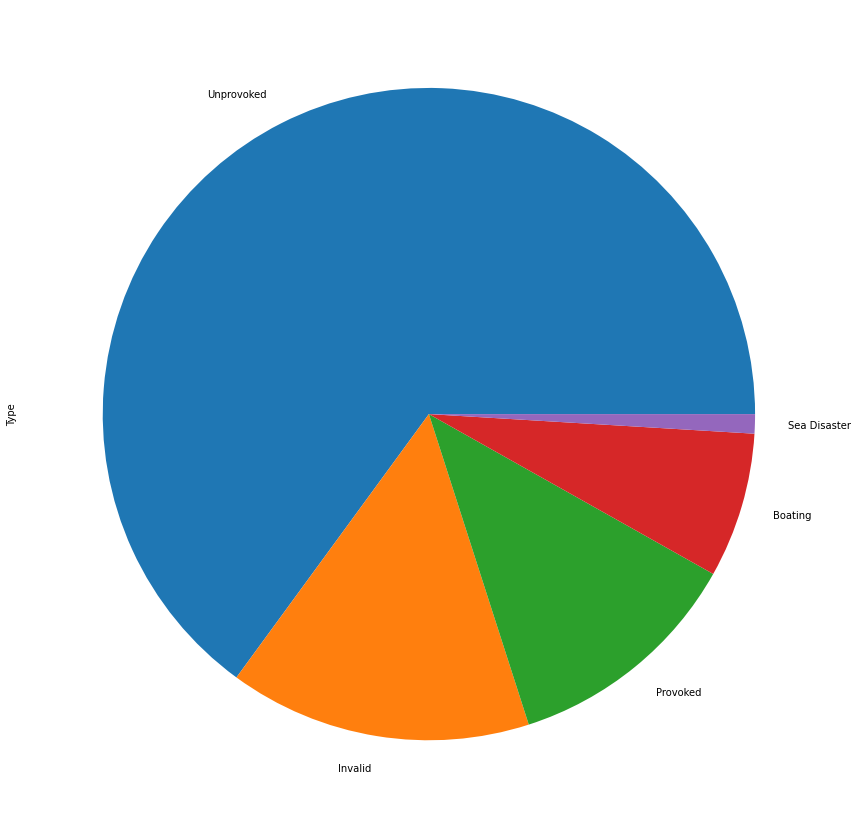 Unprovoked
Type
Sea Disaster
Boating
Provoked
Invalid